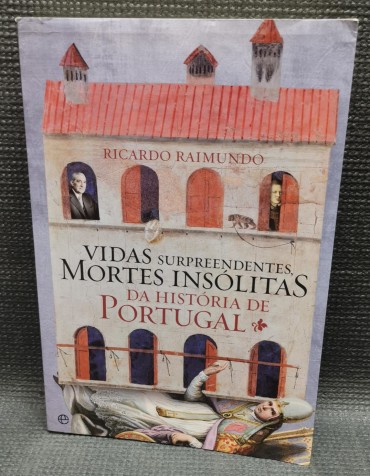 RICARDO RAIMUNDO
VIDAS SURPREENDENTES,
MORTES INSÓLITAS
DA HISTÓRIA DE
PORTUGAL